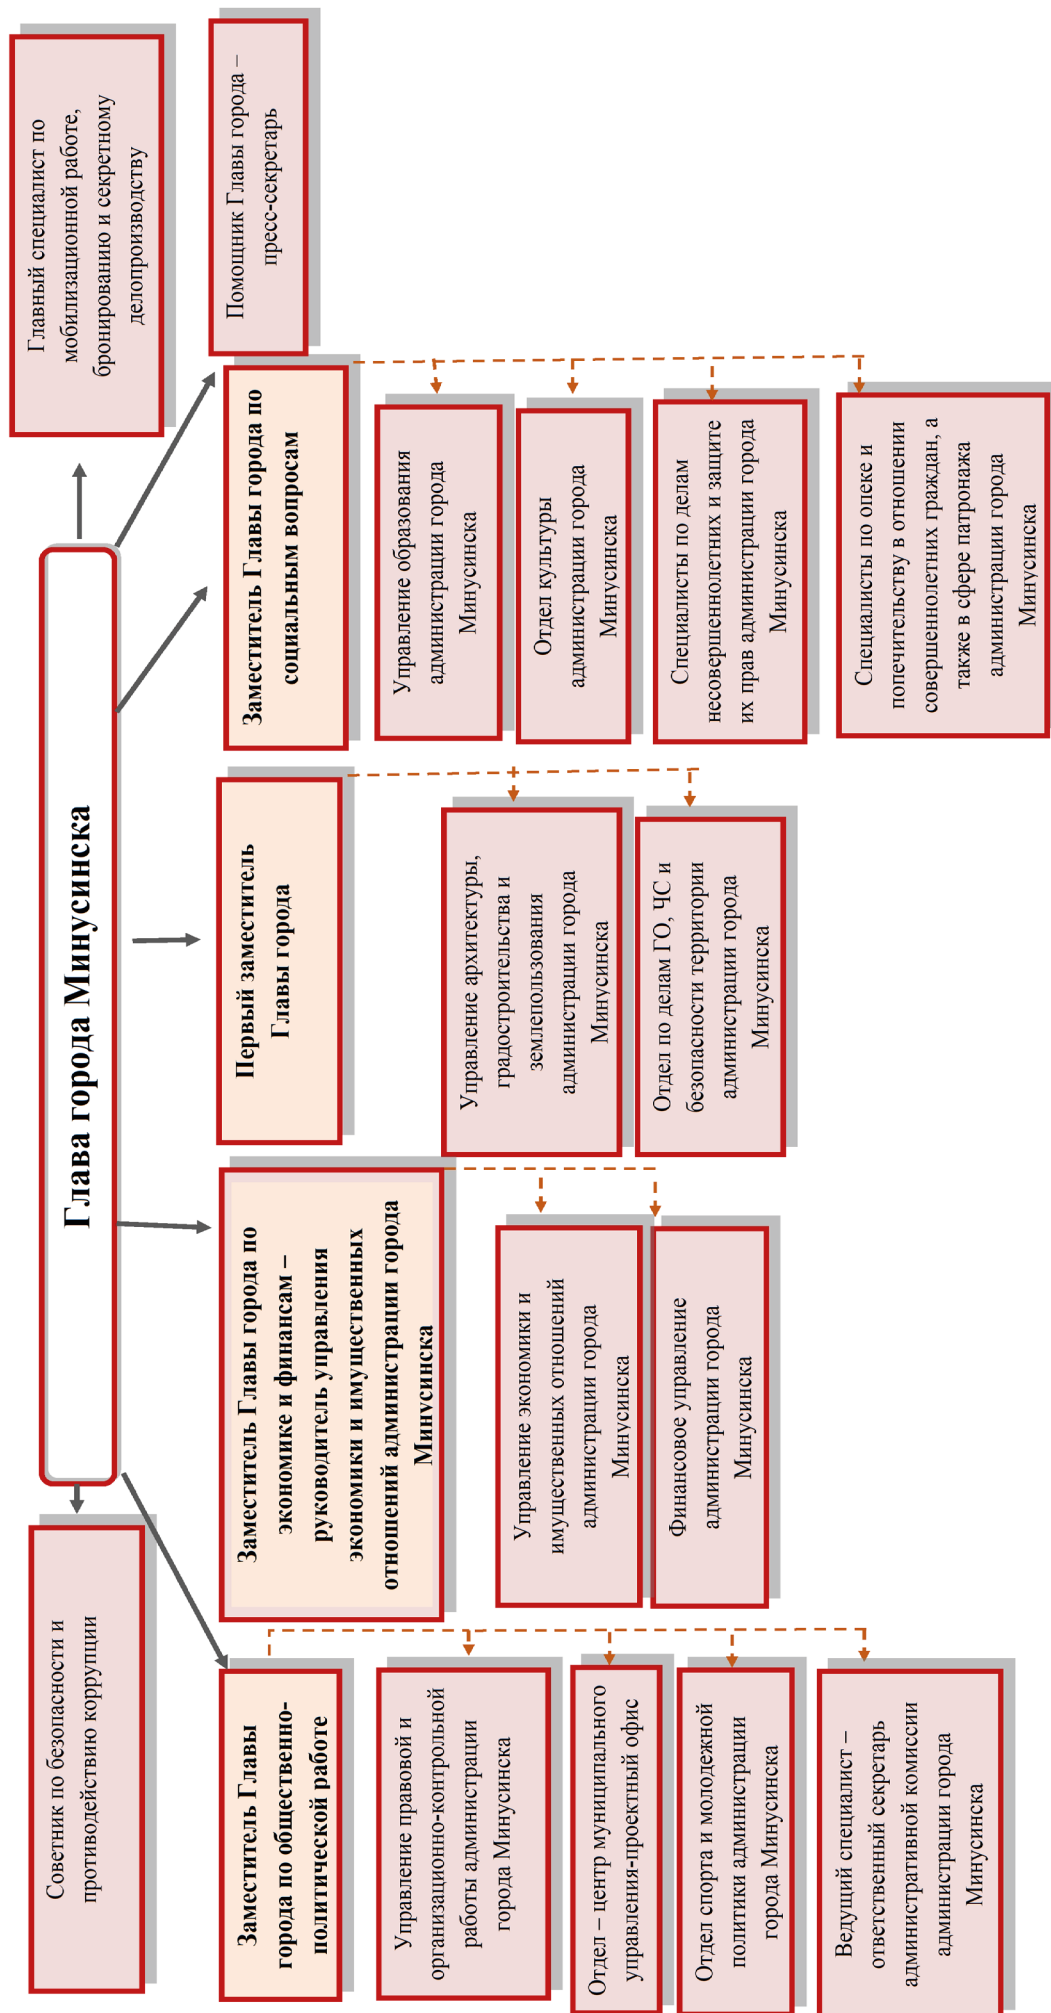 Глава города Минусинска
Советник по безопасности и
противодействию коррупции
Главный специалист по
мобилизационной работе,
бронированию и секретному
делопроизводству
Заместитель Главы
города по общественно-
политической работе
Заместитель Главы города по
экономике и финансам –
руководитель управления
экономики и имущественных
отношений администрации города
Минусинска
Первый заместитель
Главы города
Заместитель Главы города по
социальным вопросам
Помощник Главы города –
пресс-секретарь
Управление правовой и
организационно-контрольной
работы администрации
города Минусинска
Отдел – центр муниципального
управления-проектный офис
Отдел спорта и молодежной
политики администрации
города Минусинска
Ведущий специалист –
ответственный секретарь
административной комиссии
администрации города
Минусинска
Управление экономики и
имущественных отношений
администрации города
Минусинска
Финансовое управление
администрации города
Минусинска
Управление архитектуры,
градостроительства и
землепользования
администрации города
Минусинска
Отдел по делам ГО, ЧС и
безопасности территории
администрации города
Минусинска
Управление образования
администрации города
Минусинска
Отдел культуры
администрации города
Минусинска
Специалисты по делам
несовершеннолетних и защите
их прав администрации города
Минусинска
Специалисты по опеке и
попечительству в отношении
совершеннолетних граждан, а
также в сфере патронажа
администрации города
Минусинска